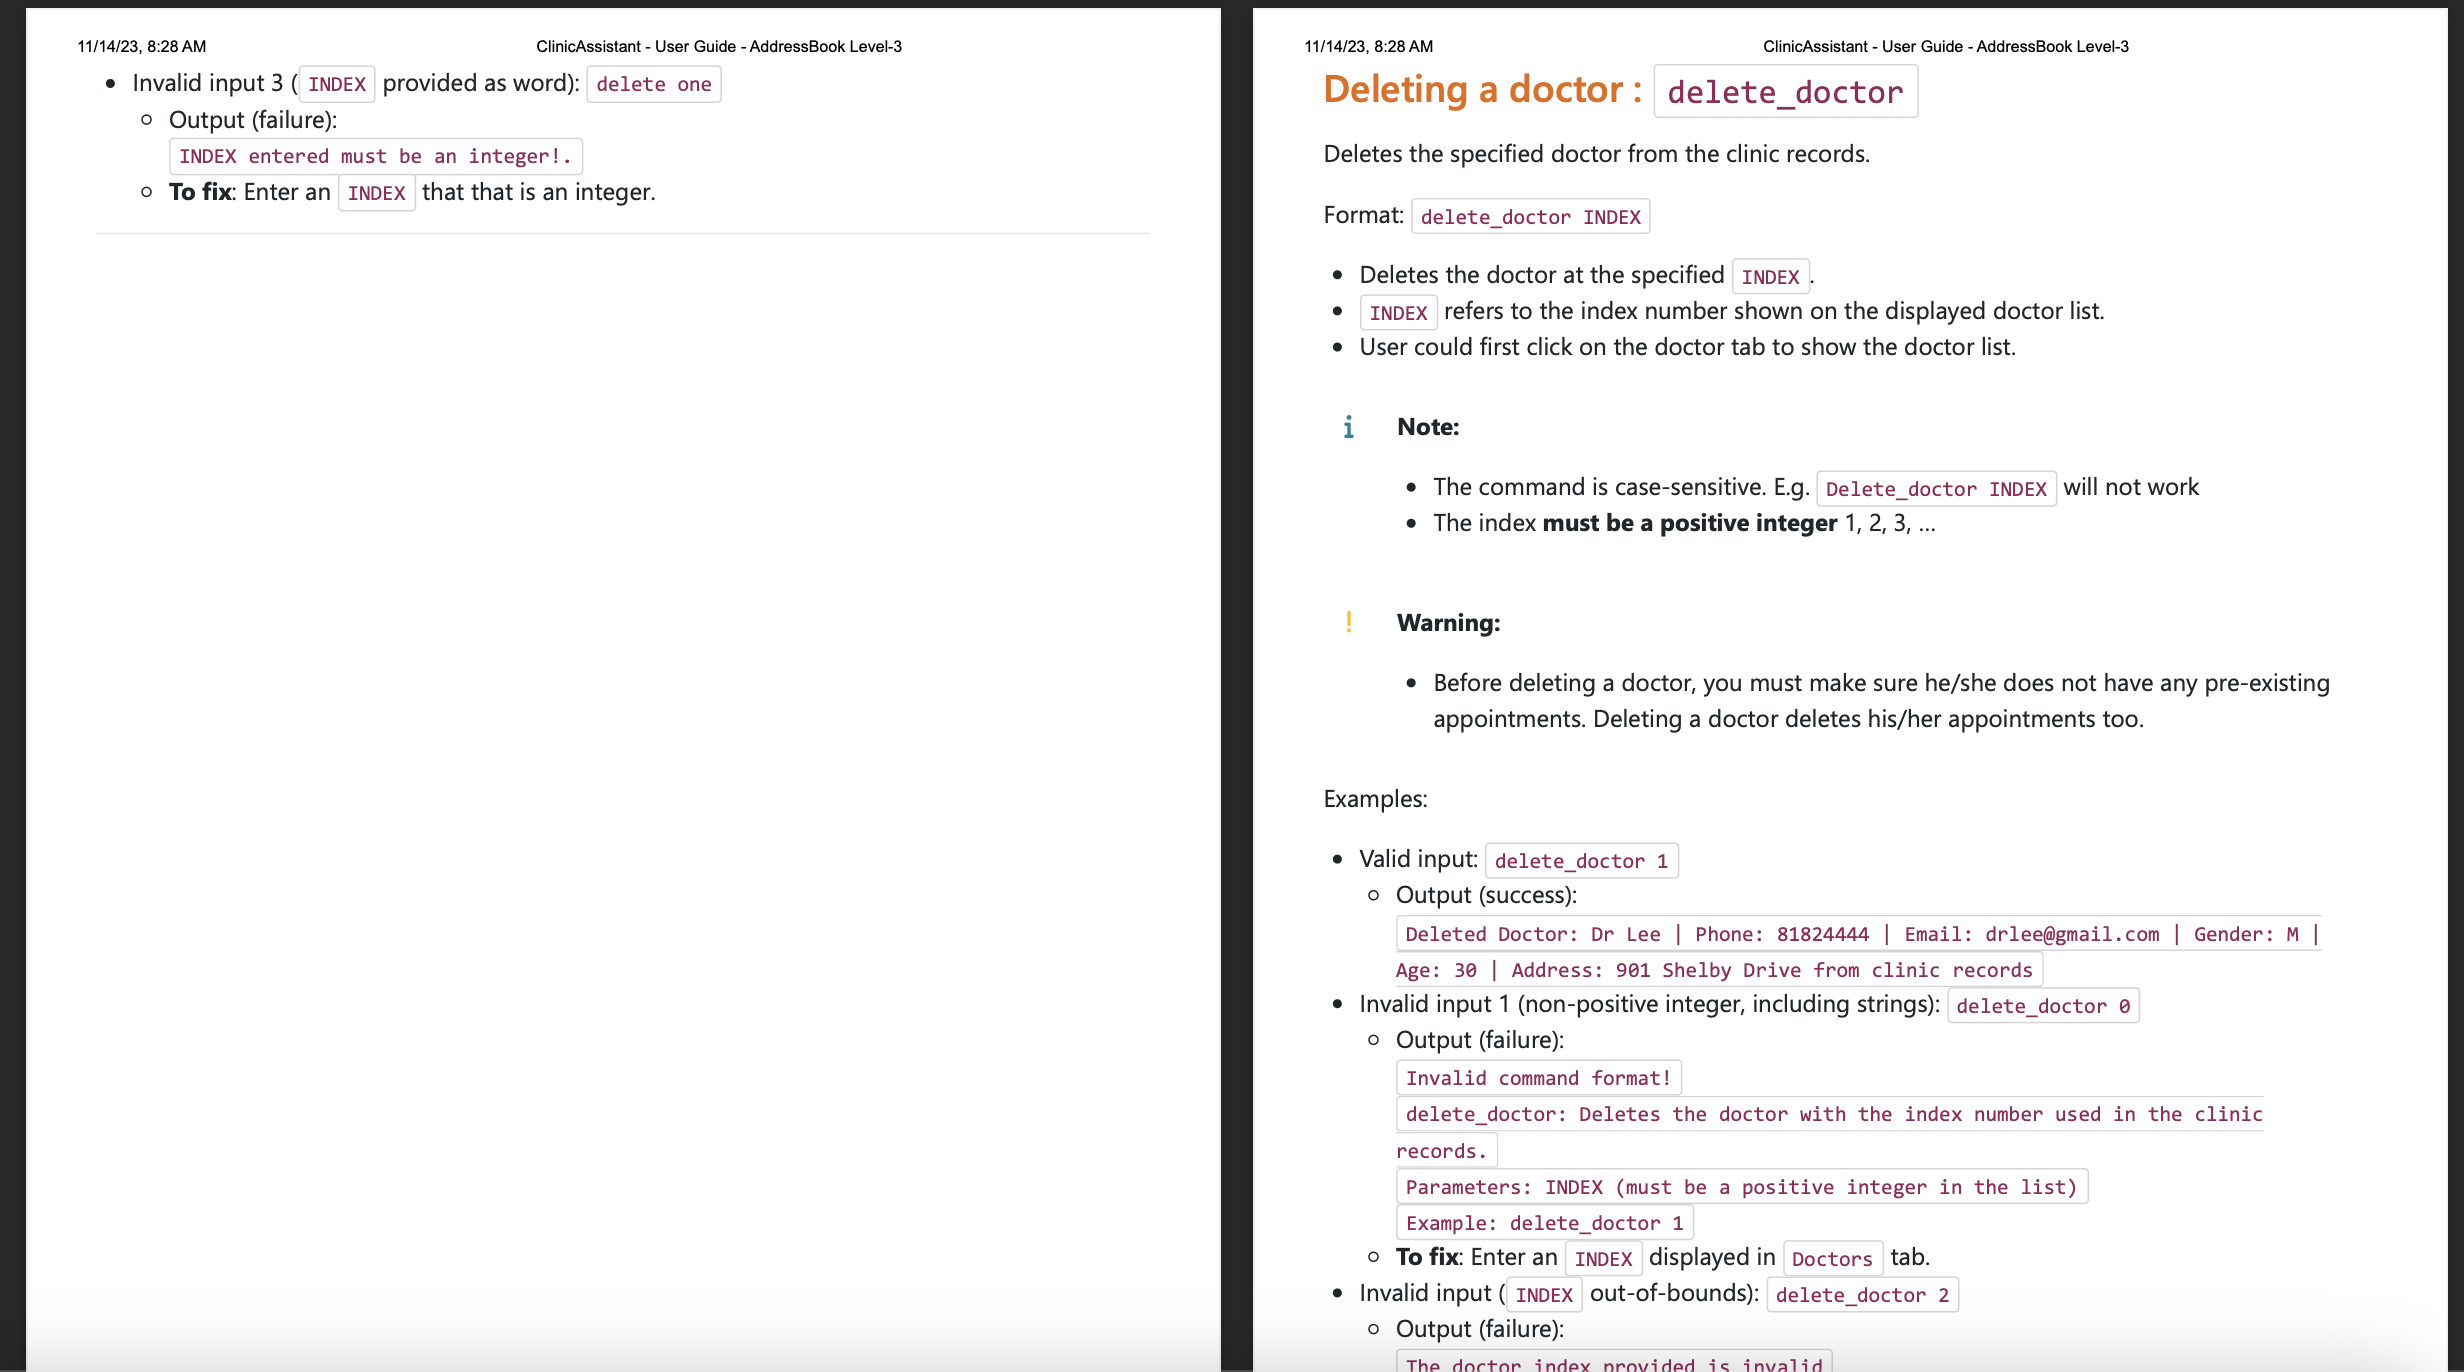 11/14/23, 8:28 AM
ClinicAssistant - User Guide - AddressBook Level-3
Invalid input 3 ( INDEX provided as word): delete one
Output (failure):
INDEX entered must be an integer!.
To fix: Enter an INDEX that that is an integer.
11/14/23, 8:28 AM
ClinicAssistant - User Guide - AddressBook Level-3
Deleting a doctor : delete_doctor
Deletes the specified doctor from the clinic records.
Format: delete_doctor INDEX
Deletes the doctor at the specified INDEX .
INDEX refers to the index number shown on the displayed doctor list.
User could first click on the doctor tab to show the doctor list.
Note:
The command is case-sensitive. E.g. Delete_doctor INDEX will not work
The index must be a positive integer 1, 2, 3, …
Warning:
Before deleting a doctor, you must make sure he/she does not have any pre-existing
appointments. Deleting a doctor deletes his/her appointments too.
Examples:
Valid input: delete_doctor 1
Output (success):
Deleted Doctor: Dr Lee | Phone: 81824444 | Email: drlee@gmail.com | Gender: M |
Age: 30 | Address: 901 Shelby Drive from clinic records
Invalid input 1 (non-positive integer, including strings): delete_doctor 0
Output (failure):
Invalid command format!
delete_doctor: Deletes the doctor with the index number used in the clinic
records.
Parameters: INDEX (must be a positive integer in the list)
Example: delete_doctor 1
To fix: Enter an INDEX displayed in Doctors tab.
Invalid input ( INDEX out-of-bounds): delete_doctor 2
Output (failure):
The doctor index provided is invalid